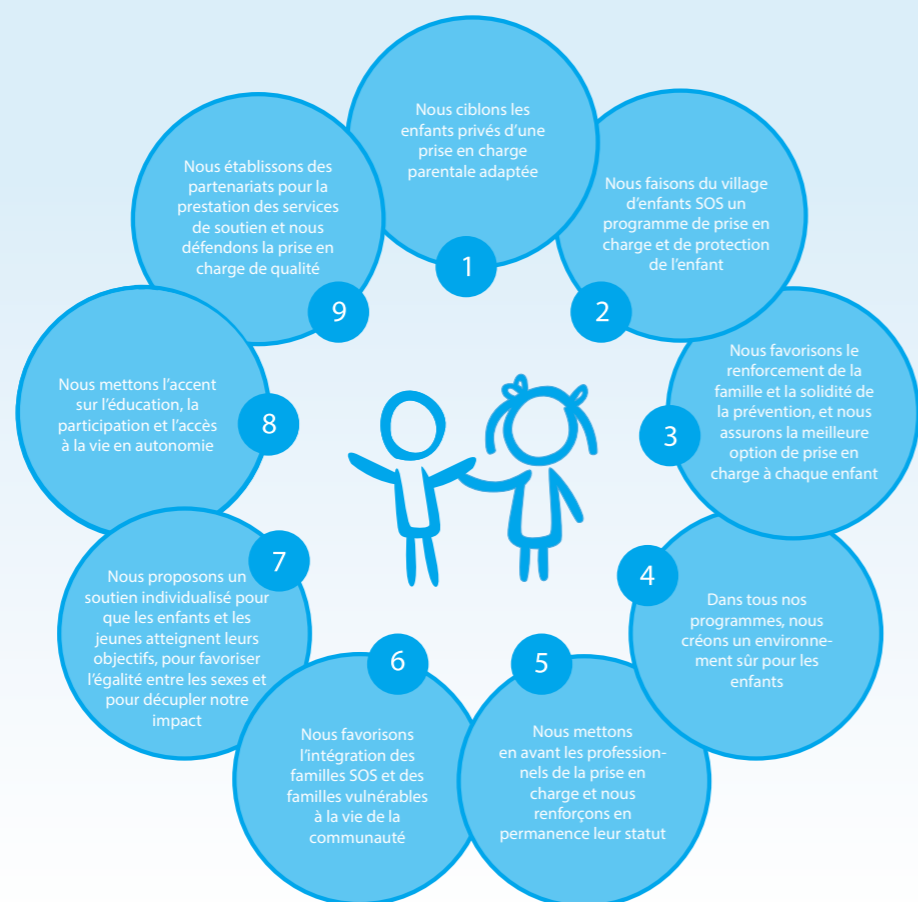 Nous ciblons les
enfants privés d'une
prise en charge
parentale adaptée
1
Nous faisons du village
d'enfants SOS un
programme de prise en
charge et de protection
de l'enfant
2
Nous favorisons le
renforcement de la
famille et la solidité de
la prévention, et nous
assurons la meilleure
option de prise en
charge à chaque enfant
3
4
Dans tous nos
programmes, nous
créons un environne-
ment sûr pour les
enfants
5
Nous mettons
en avant les profession-
nels de la prise en
charge et nous
renforçons en
permanence leur statut
6
Nous favorisons
l'intégration des
familles SOS et des
familles vulnérables
à la vie de la
communauté
7
Nous proposons un
soutien individualisé pour
que les enfants et les
jeunes atteignent leurs
objectifs, pour favoriser
l'égalité entre les sexes et
pour décupler notre
impact
Nous mettons l'accent
sur l'éducation, la
participation et l'accès
à la vie en autonomie
8
Nous établissons des
partenariats pour la
prestation des services
de soutien et nous
défendons la prise en
charge de qualité
9